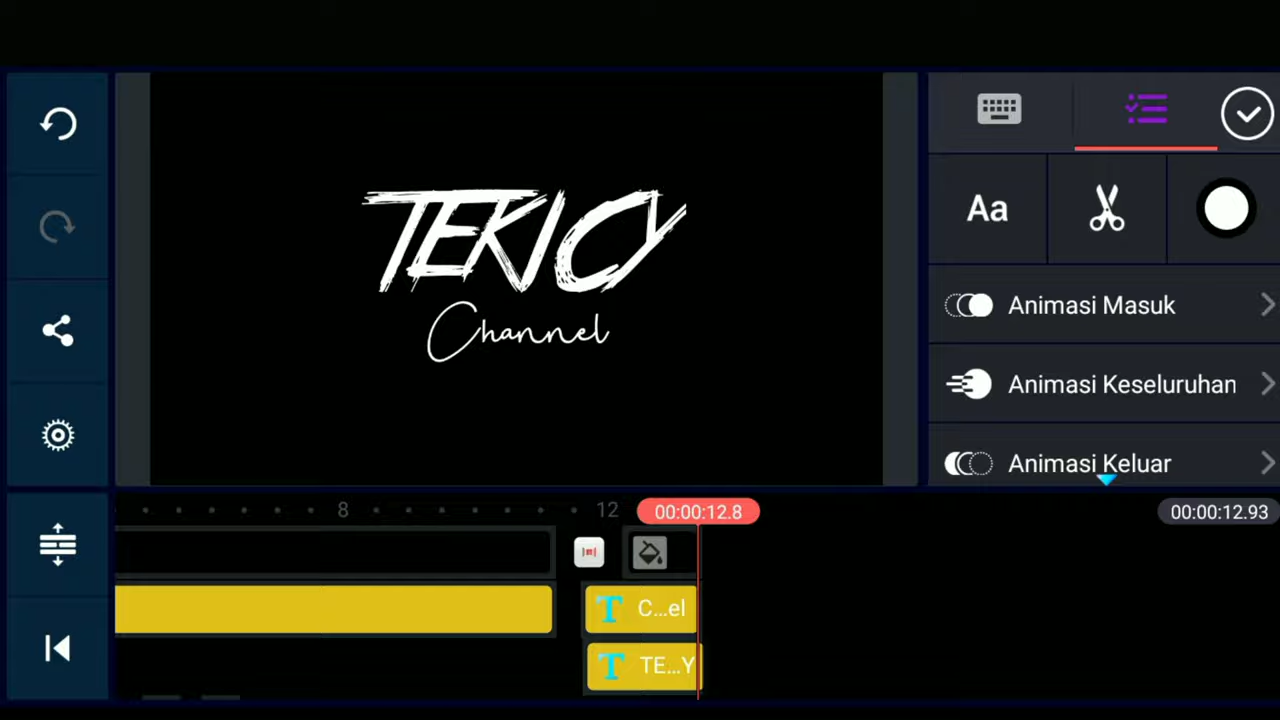 TEKJCY
Channel
Aa
Animasi Masuk
Animasi Keseluruhan
Animasi Keluar
8
12
00:00:12.8
00:00:12.93
T C...el
T TE...Y